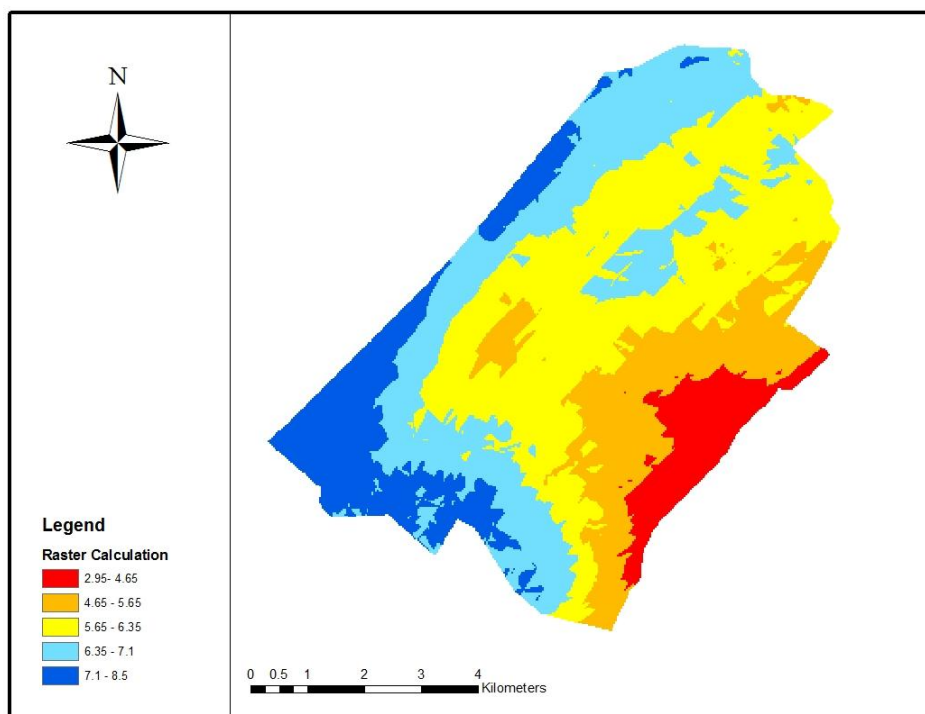 N
Legend
Raster Calculation
2.95- 4.65
4.65 - 5.65
5.65 - 6.35
6.35 - 7.1
7.1 - 8.5
0 0.5 1 2 3 4
Kilometers